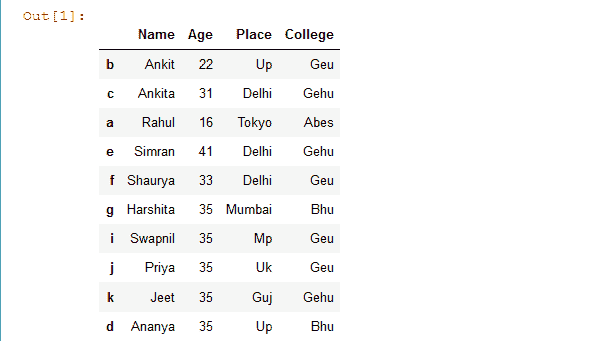 Out[1]:
Name Age Place College
b Ankit 22 Up Geu
c Ankita 31 Delhi Gehu
a Rahul 16 Tokyo Abes
e Simran 41 Delhi Gehu
f Shaurya 33 Delhi Geu
g Harshita 35 Mumbai Bhu
i Swapnil 35 Mp Geu
j Priya 35 Uk Geu
k Jeet 35 Guj Gehu
d Ananya 35 Up Bhu